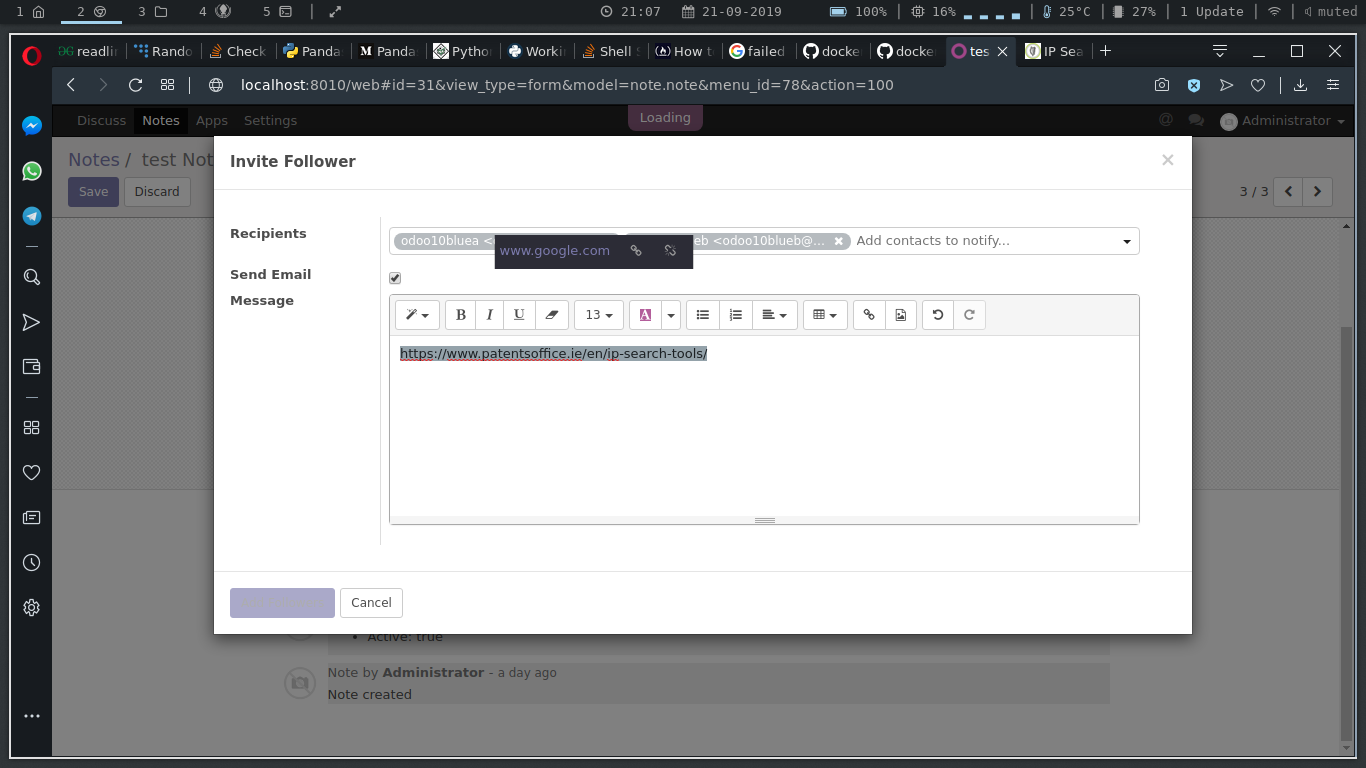 1 2 3 4 5 21:07 21-09-2019 100% 16% 25°C 27% 1 Update muted
readli Rando Check Panda Panda Pytho Worki Shell S How t failed docke docke tes IP Sea
localhost:8010/web#id=31&view_type=form&model=note.note&menu_id=78&action=100
Discuss Notes Apps Settings Loading @ Administrator
Notes / test Not
Save Discard 3 / 3
Invite Follower ×
Recipients odoo10bluea < eb <odoo10blueb@... Add contacts to notify...
www.google.com
Send Email
Message
B I U 13 A
https://www.patentsoffice.ie/en/ip-search-tools/
Cancel
Active: true
Note by Administrator - a day ago
Note created